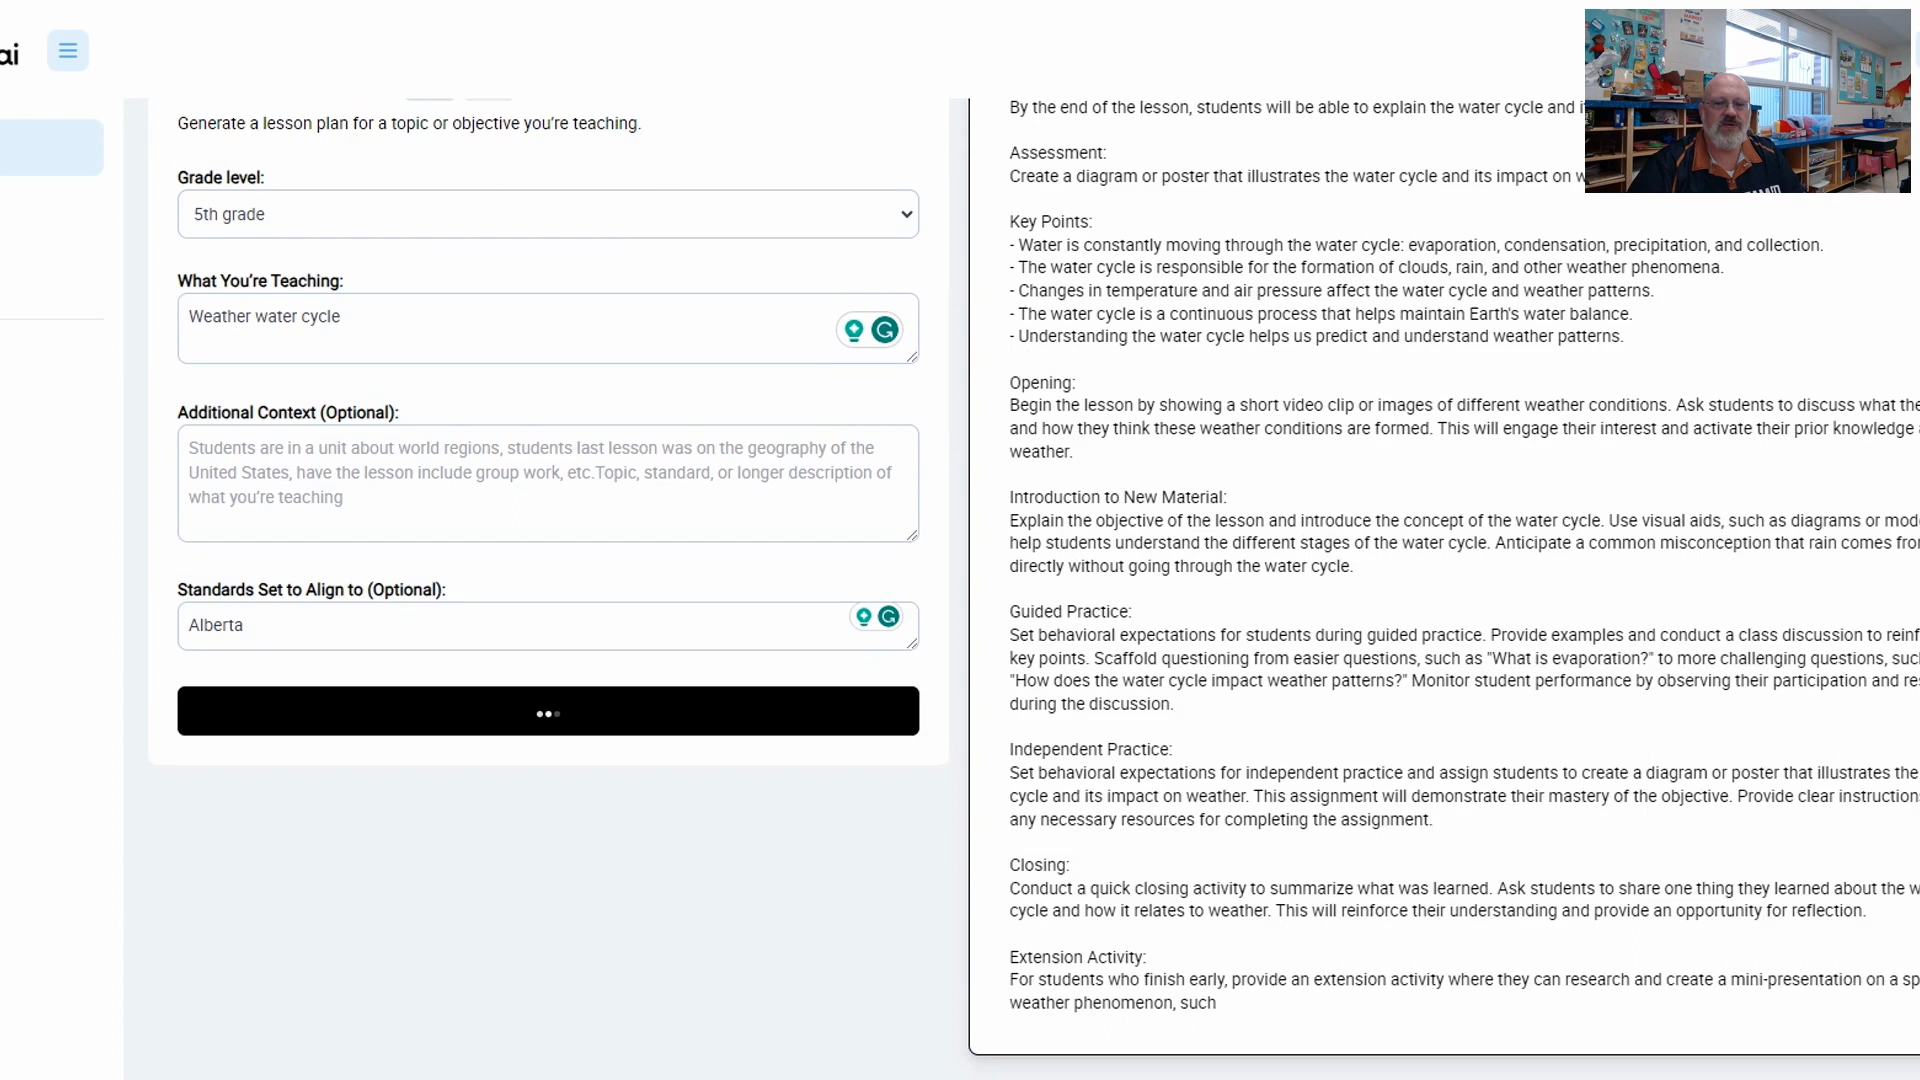 ai
Generate a lesson plan for a topic or objective you're teaching.
Grade level:
5th grade
What You're Teaching:
Weather water cycle
Additional Context (Optional):
Students are in a unit about world regions, students last lesson was on the geography of the
United States, have the lesson include group work, etc.Topic, standard, or longer description of
what you're teaching
Standards Set to Align to (Optional):
Alberta
By the end of the lesson, students will be able to explain the water cycle and
Assessment:
Create a diagram or poster that illustrates the water cycle and its impact on
Key Points:
- Water is constantly moving through the water cycle: evaporation, condensation, precipitation, and collection.
- The water cycle is responsible for the formation of clouds, rain, and other weather phenomena.
- Changes in temperature and air pressure affect the water cycle and weather patterns.
- The water cycle is a continuous process that helps maintain Earth's water balance.
- Understanding the water cycle helps us predict and understand weather patterns.
Opening:
Begin the lesson by showing a short video clip or images of different weather conditions. Ask students to discuss what
and how they think these weather conditions are formed. This will engage their interest and activate their prior knowledge
weather.
Introduction to New Material:
Explain the objective of the lesson and introduce the concept of the water cycle. Use visual aids, such as diagrams or
help students understand the different stages of the water cycle. Anticipate a common misconception that rain comes
directly without going through the water cycle.
Guided Practice:
Set behavioral expectations for students during guided practice. Provide examples and conduct a class discussion to
key points. Scaffold questioning from easier questions, such as "What is evaporation?" to more challenging questions,
"How does the water cycle impact weather patterns?" Monitor student performance by observing their participation and
during the discussion.
Independent Practice:
Set behavioral expectations for independent practice and assign students to create a diagram or poster that illustrates the
cycle and its impact on weather. This assignment will demonstrate their mastery of the objective. Provide clear instructions
any necessary resources for completing the assignment.
Closing:
Conduct a quick closing activity to summarize what was learned. Ask students to share one thing they learned about the
cycle and how it relates to weather. This will reinforce their understanding and provide an opportunity for reflection.
Extension Activity:
For students who finish early, provide an extension activity where they can research and create a mini-presentation on a
weather phenomenon, such